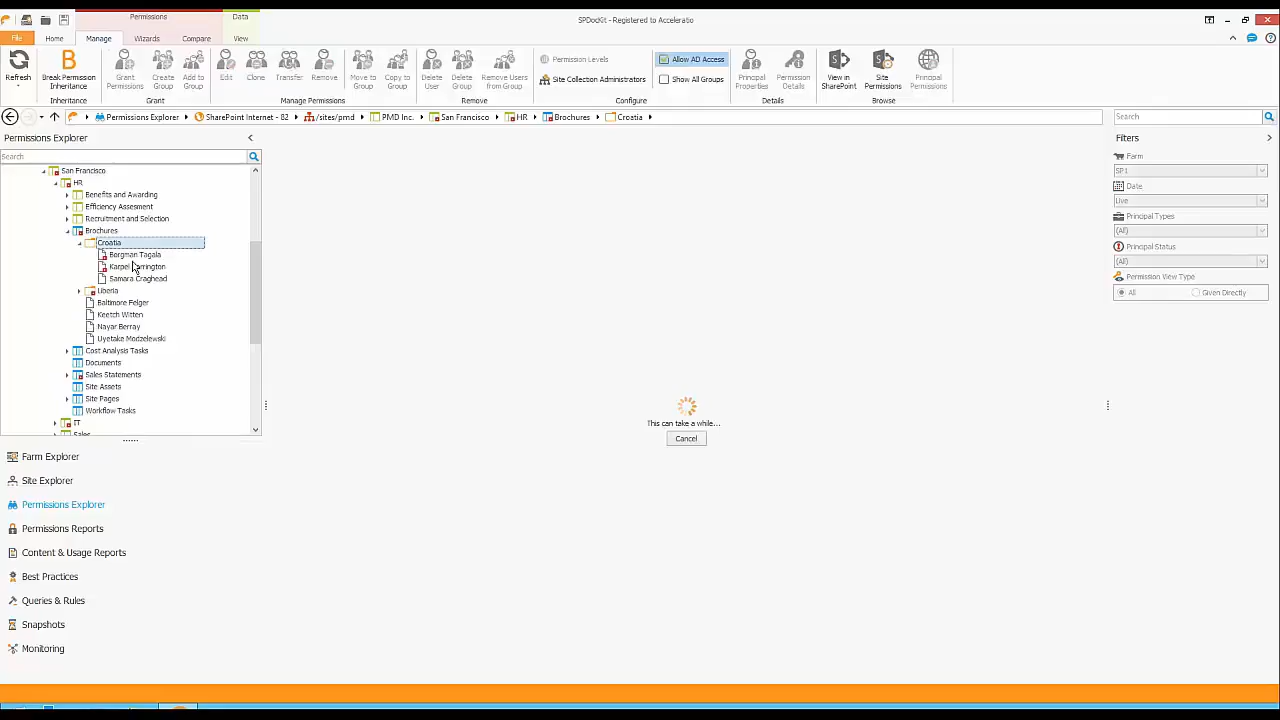 SPDocKit - Registered to Acceleratio
Permissions
Data
File
Home
Manage
Wizards
Compare
View
Refresh
Break Permission Inheritance
Grant Permissions
Create Group
Add to Group
Edit
Clone
Transfer
Remove
Move to Group
Copy to Group
Delete User
Delete Group
Remove Users from Group
Permission Levels
Site Collection Administrators
Allow AD Access
Show All Groups
Principal Properties
Permission Details
View in SharePoint
Site Permissions
Principal Permissions
Inheritance
Grant
Manage Permissions
Remove
Configure
Details
Browse
Permissions Explorer
SharePoint Internet - 82
/sites/pmd
PMD Inc.
San Francisco
HR
Brochures
Croatia
Search
Permissions Explorer
Search
San Francisco
HR
Benefits and Awarding
Efficiency Assesment
Recruitment and Selection
Brochures
Croatia
Borgman Tagala
Samara Craghead
Liberia
Baltimore Felger
Keetch Witten
Nayar Berray
Uyetake Modzelewski
Cost Analysis Tasks
Documents
Sales Statements
Site Assets
Site Pages
Workflow Tasks
IT
Sales
Farm Explorer
Site Explorer
Permissions Explorer
Permissions Reports
Content & Usage Reports
Best Practices
Queries & Rules
Snapshots
Monitoring
This can take a while...
Cancel
Filters
Farm
SP1
Date
Live
Principal Types
(All)
Principal Status
(All)
Permission View Type
All
Given Directly